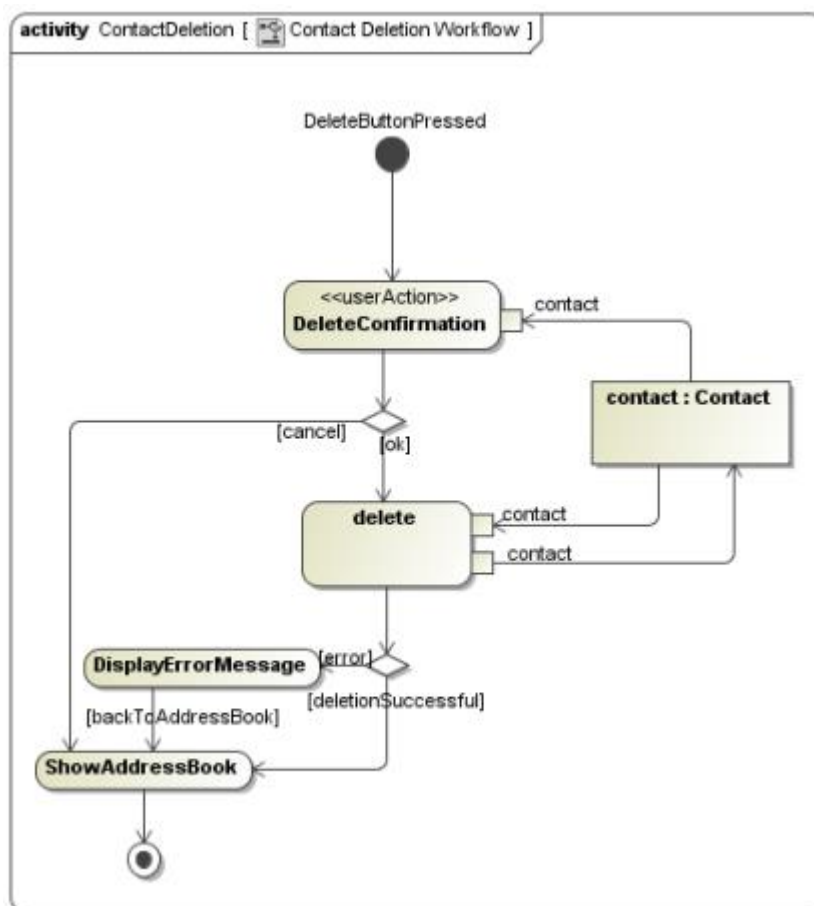 activity ContactDeletion [ Contact Deletion Workflow ]
DeleteButtonPressed
<<userAction>>
DeleteConfirmation
contact
contact : Contact
[cancel]
[ok]
delete
contact
contact
DisplayErrorMessage
[error]
[deletionSuccessful]
[backToAddressBook]
ShowAddressBook